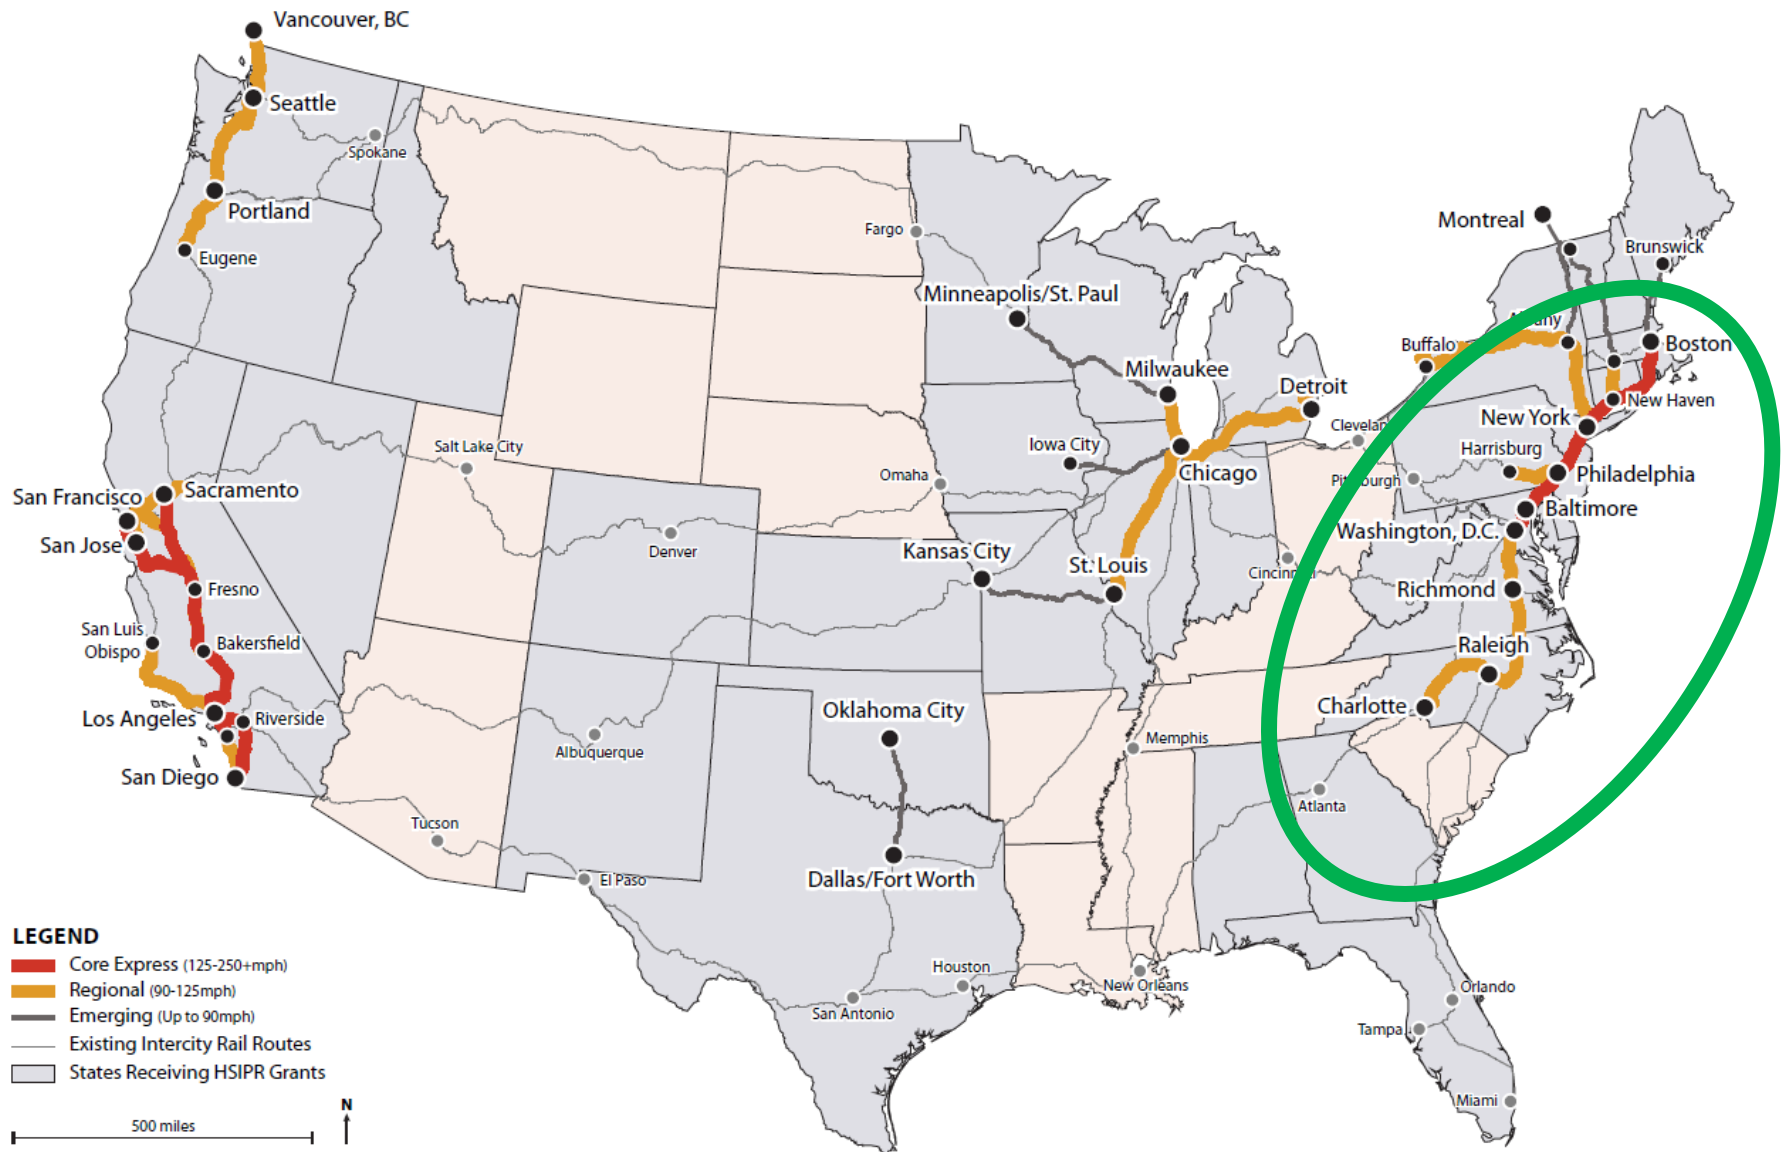 Vancouver, BC
Seattle
Spokane
Portland
Eugene
Fargo
Minneapolis/St. Paul
Milwaukee
Detroit
Montreal
Brunswick
Albany
Buffalo
Boston
New Haven
New York
Cleveland
Harrisburg
Pittsburgh
Philadelphia
Baltimore
Washington, D.C.
Richmond
Raleigh
Charlotte
Iowa City
Chicago
Omaha
Salt Lake City
San Francisco
Sacramento
San Jose
Fresno
San Luis
Obispo
Bakersfield
Los Angeles
Riverside
San Diego
Denver
Kansas City
St. Louis
Cincinnati
Oklahoma City
Albuquerque
Memphis
Atlanta
Tucson
El Paso
Dallas/Fort Worth
Houston
San Antonio
New Orleans
Orlando
Tampa
Miami
LEGEND
Core Express (125-250+mph)
Regional (90-125mph)
Emerging (Up to 90mph)
Existing Intercity Rail Routes
States Receiving HSIPR Grants
N
500 miles